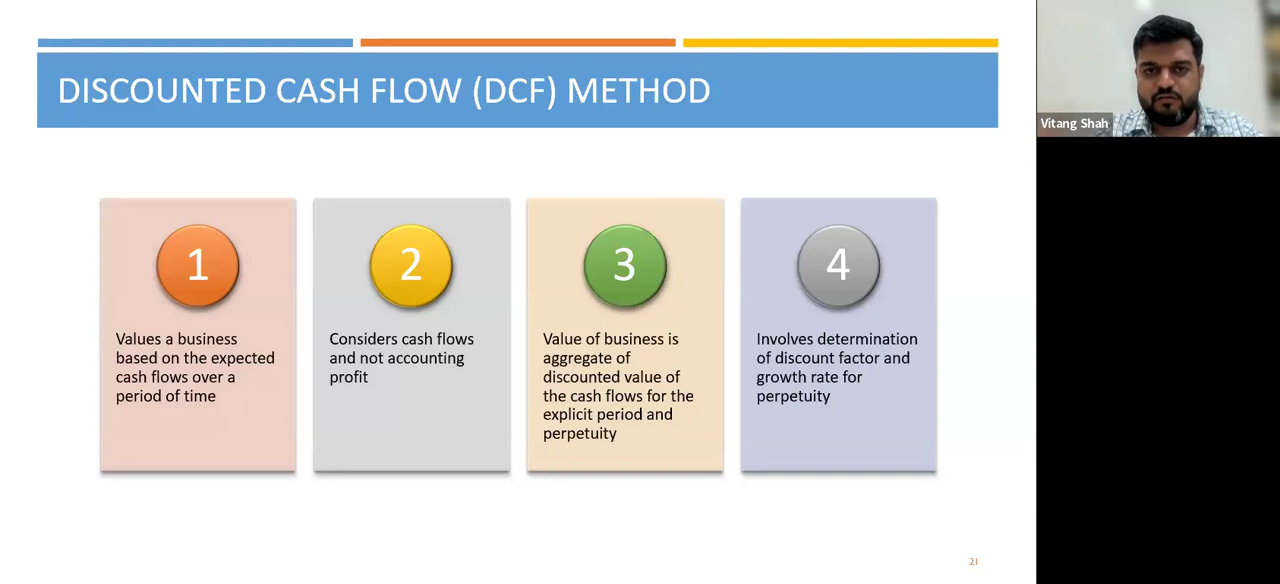 DISCOUNTED CASH FLOW (DCF) METHOD
1
Values a business
based on the expected
cash flows over a
period of time
2
Considers cash flows
and not accounting
profit
3
Value of business is
aggregate of
discounted value of
the cash flows for the
explicit period and
perpetuity
4
Involves determination
of discount factor and
growth rate for
perpetuity
21
Vitang Shah